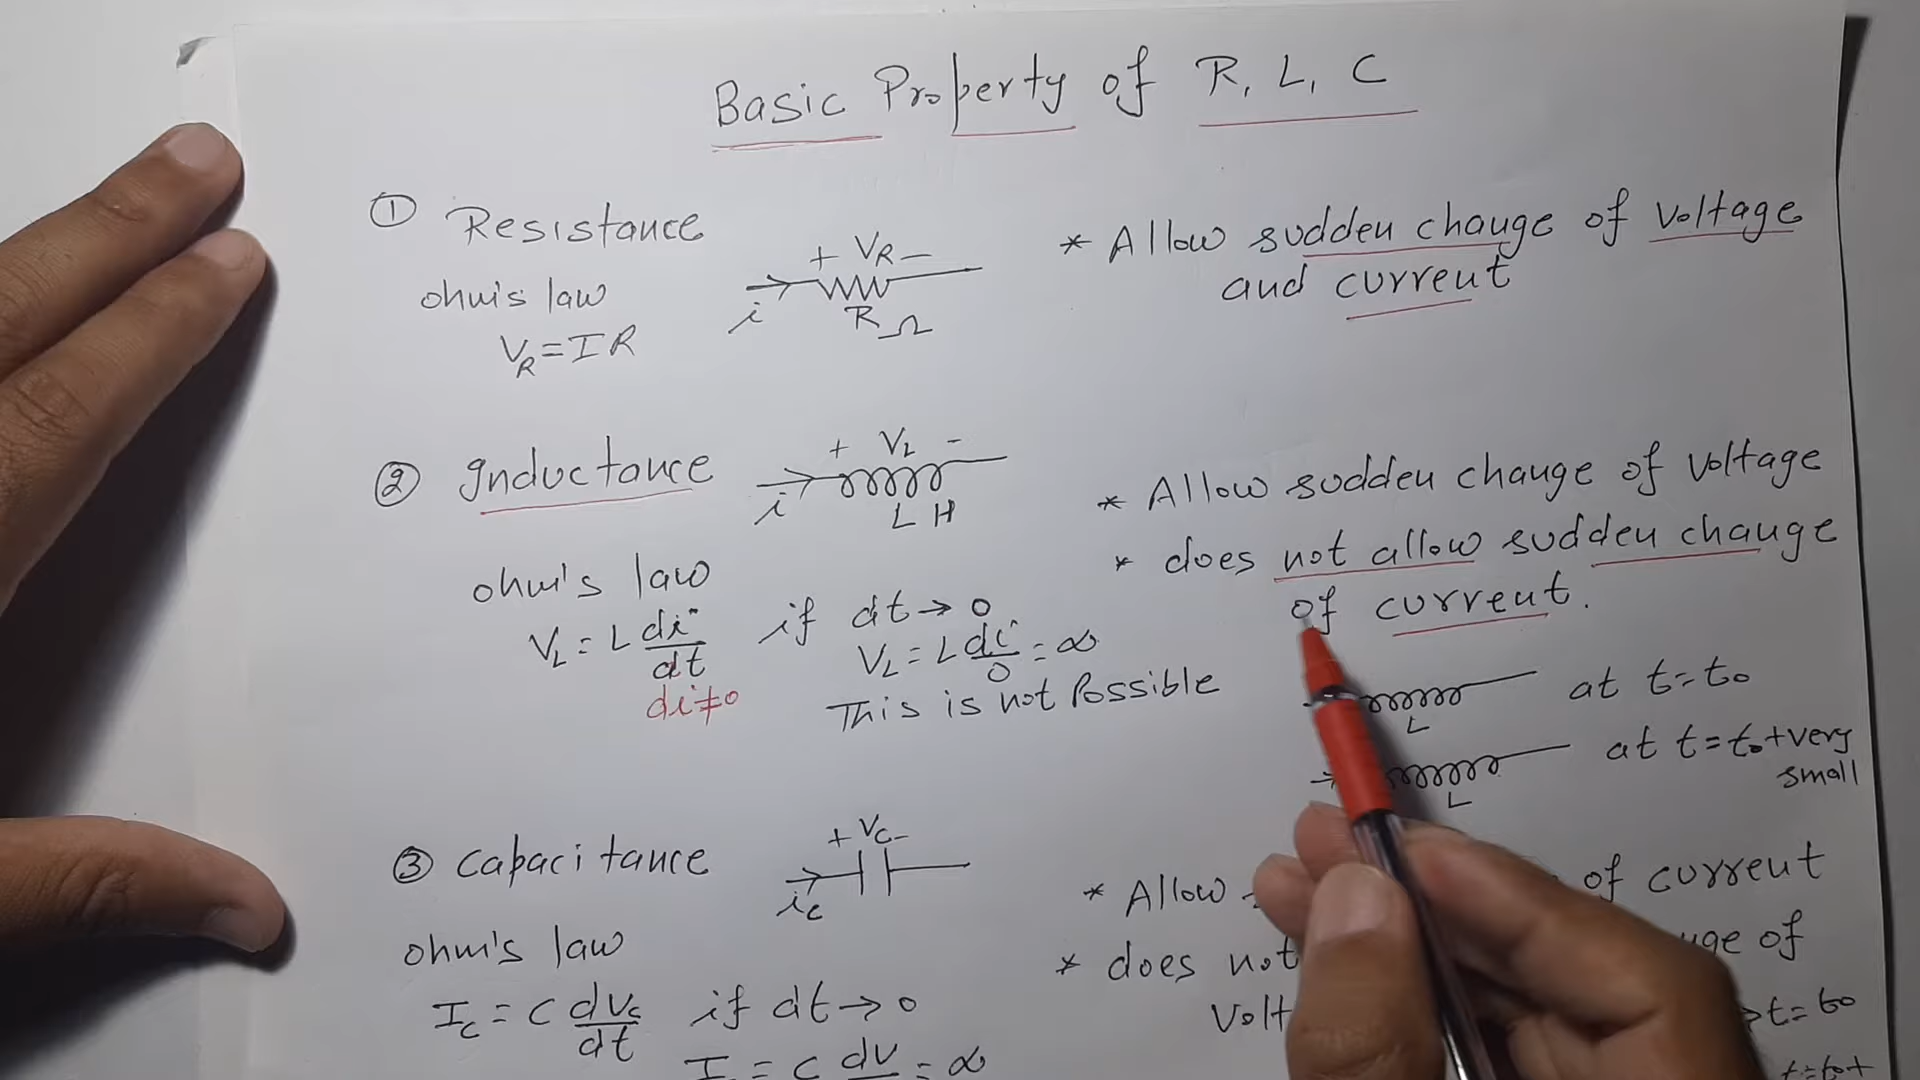 Basic Property of R, L, C
① Resistance
+ VR -
i
R Ω
ohm's law
VR = IR
* Allow sudden change of voltage
and current
② Inductance
+ VL -
i
L H
ohm's law
VL = L di/dt
di≠0
if dt → 0
VL = L di/0 = ∞
This is not Possible
* Allow sudden change of voltage
* does not allow sudden change
of current.
L
at t = t0
L
at t = t0 + very
small
③ Capacitance
+ VC -
iC
ohm's law
IC = C dVC/dt
if dt → 0
I = C dv = ∞
* Allow of current
* does not of
t = t0
t = t0 +